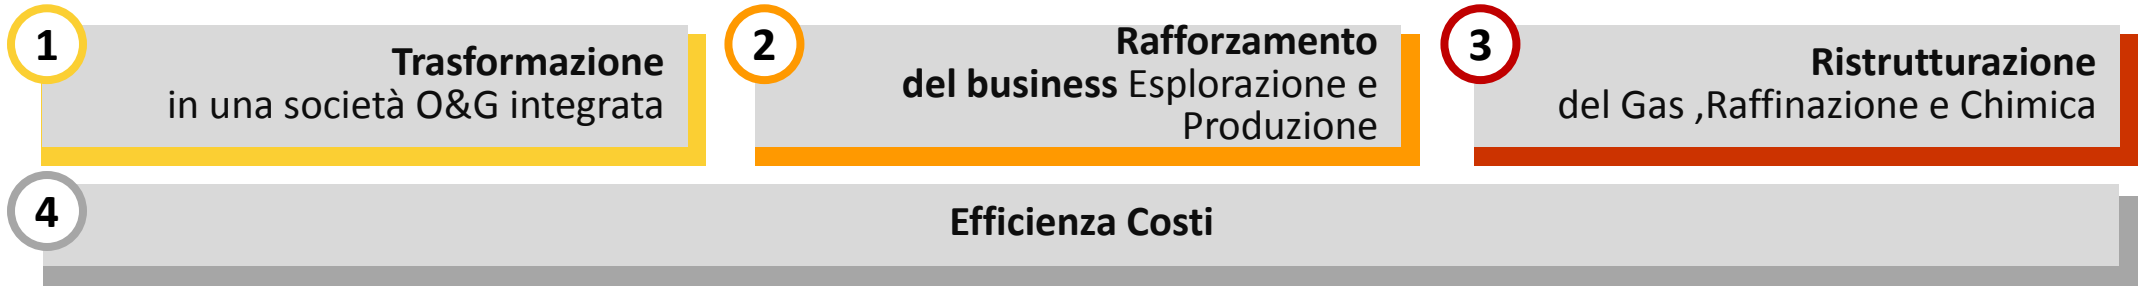 1
Trasformazione
in una società O&G integrata
2
Rafforzamento
del business Esplorazione e
Produzione
3
Ristrutturazione
del Gas ,Raffinazione e Chimica
4
Efficienza Costi